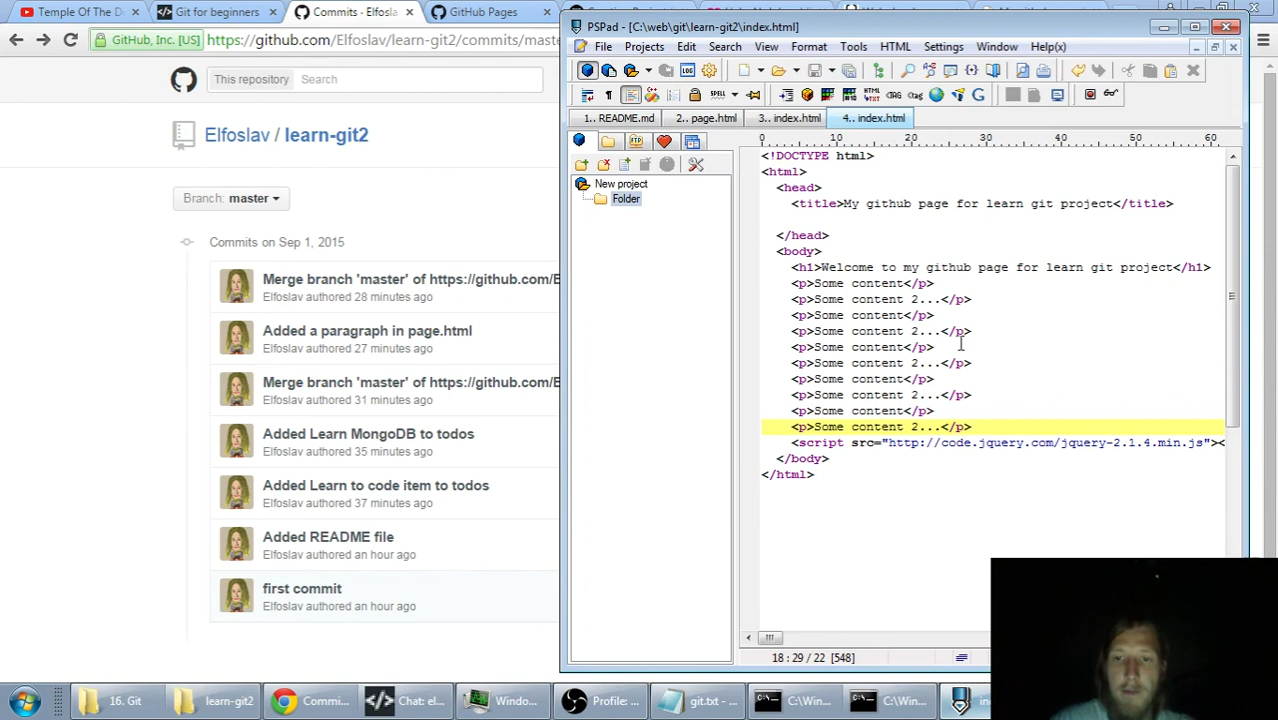 Temple Of The D
Git for beginners
Commits - Elfosla
GitHub Pages
PSPad - [C:\web\git\learn-git2\index.html]
GitHub, Inc. [US]
https://github.com/Elfoslav/learn-git2/commits/maste
File Projects Edit Search View Format Tools HTML Settings Window Help(x)
This repository
Search
1.. README.md
2.. page.html
3.. index.html
4.. index.html
Elfoslav / learn-git2
Branch: master
Commits on Sep 1, 2015
Merge branch 'master' of https://github.com/E
Elfoslav authored 28 minutes ago
Added a paragraph in page.html
Elfoslav authored 27 minutes ago
Merge branch 'master' of https://github.com/E
Elfoslav authored 31 minutes ago
Added Learn MongoDB to todos
Elfoslav authored 35 minutes ago
Added Learn to code item to todos
Elfoslav authored 37 minutes ago
Added README file
Elfoslav authored an hour ago
first commit
Elfoslav authored an hour ago
New project
Folder
0 10 20 30 40 50 60
<!DOCTYPE html>
<html>
<head>
<title>My github page for learn git project</title>
</head>
<body>
<h1>Welcome to my github page for learn git project</h1>
<p>Some content</p>
<p>Some content 2...</p>
<p>Some content</p>
<p>Some content 2...</p>
<p>Some content</p>
<p>Some content 2...</p>
<p>Some content</p>
<p>Some content 2...</p>
<p>Some content</p>
<p>Some content 2...</p>
<script src="http://code.jquery.com/jquery-2.1.4.min.js"><
</body>
</html>
18 : 29 / 22 [548]
16. Git
learn-git2
Commi...
Chat: el...
Windo...
Profile: ...
git.txt - ...
C:\Win...
C:\Win...